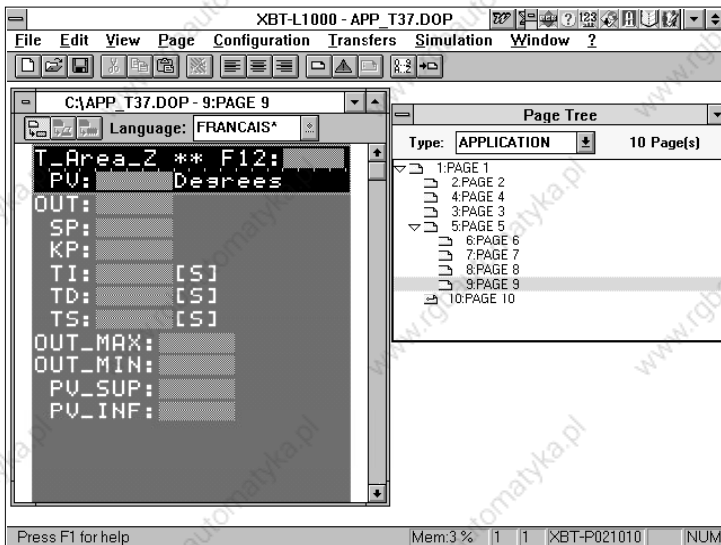 XBT-L1000 - APP_T37.DOP
File Edit View Page Configuration Transfers Simulation Window ?
C:\APP_T37.DOP - 9:PAGE 9
Language: FRANCAIS*
T_Area_Z ** F12:
PV: Degrees
OUT:
SP:
KP:
TI: [S]
TD: [S]
TS: [S]
OUT_MAX:
OUT_MIN:
PV_SUP:
PV_INF:
Page Tree
Type: APPLICATION 10 Page(s)
1:PAGE 1
2:PAGE 2
4:PAGE 4
3:PAGE 3
5:PAGE 5
6:PAGE 6
7:PAGE 7
8:PAGE 8
9:PAGE 9
10:PAGE 10
Press F1 for help Mem:3 % 1 1 XBT-P021010 NUM